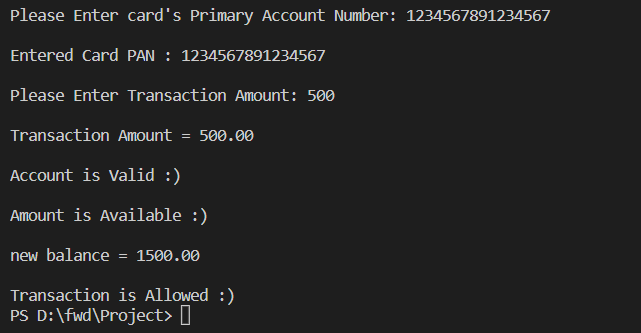 Please Enter card's Primary Account Number: 1234567891234567
Entered Card PAN : 1234567891234567
Please Enter Transaction Amount: 500
Transaction Amount = 500.00
Account is Valid :)
Amount is Available :)
new balance = 1500.00
Transaction is Allowed :)
PS D:\fwd\Project>